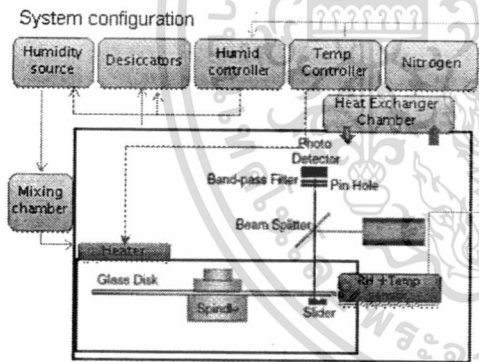 System configuration
Humidity
source
Desiccators
Humid
controller
Temp
Controller
Nitrogen
Heat Exchanger
Chamber
Photo
Detector
Band-pass Filter
Pin Hole
Mixing
chamber
Beam Splitter
Heater
Glass Disk
RH +Temp
Spindle
Slider